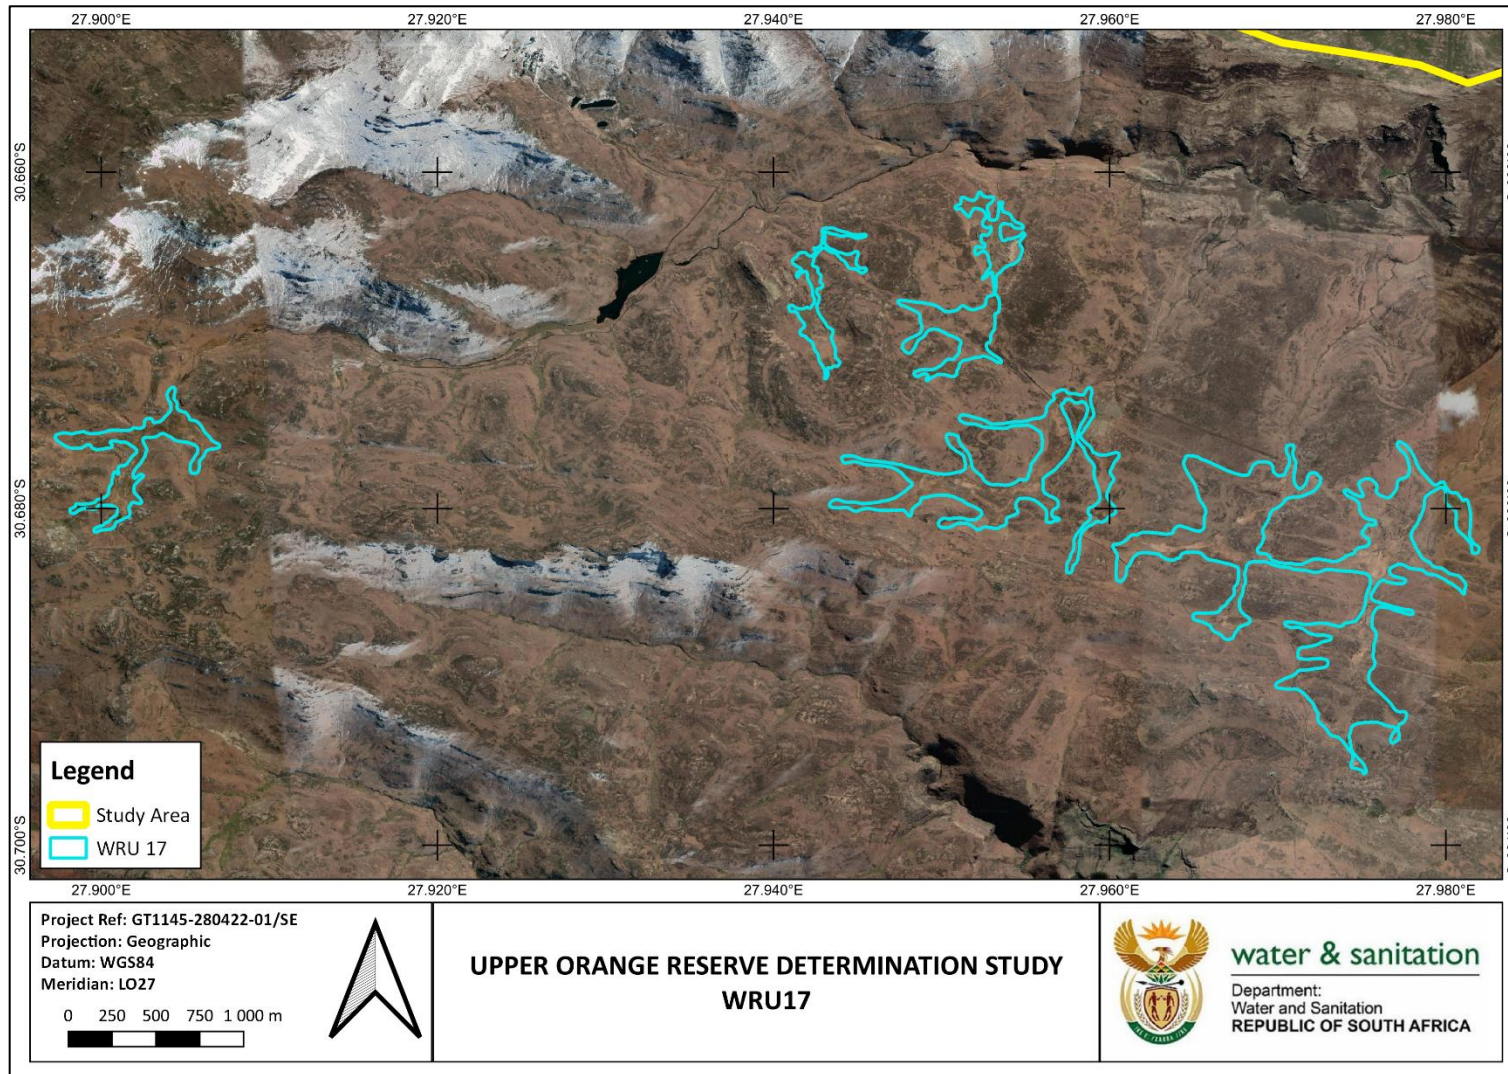 27.900°E 27.920°E 27.940°E 27.960°E 27.980°E
30.660°S
30.680°S
30.700°S
Legend
Study Area
WRU 17
27.900°E 27.920°E 27.940°E 27.960°E 27.980°E
Project Ref: GT1145-280422-01/SE
Projection: Geographic
Datum: WGS84
Meridian: LO27
0 250 500 750 1 000 m
UPPER ORANGE RESERVE DETERMINATION STUDY
WRU17
water & sanitation
Department:
Water and Sanitation
REPUBLIC OF SOUTH AFRICA